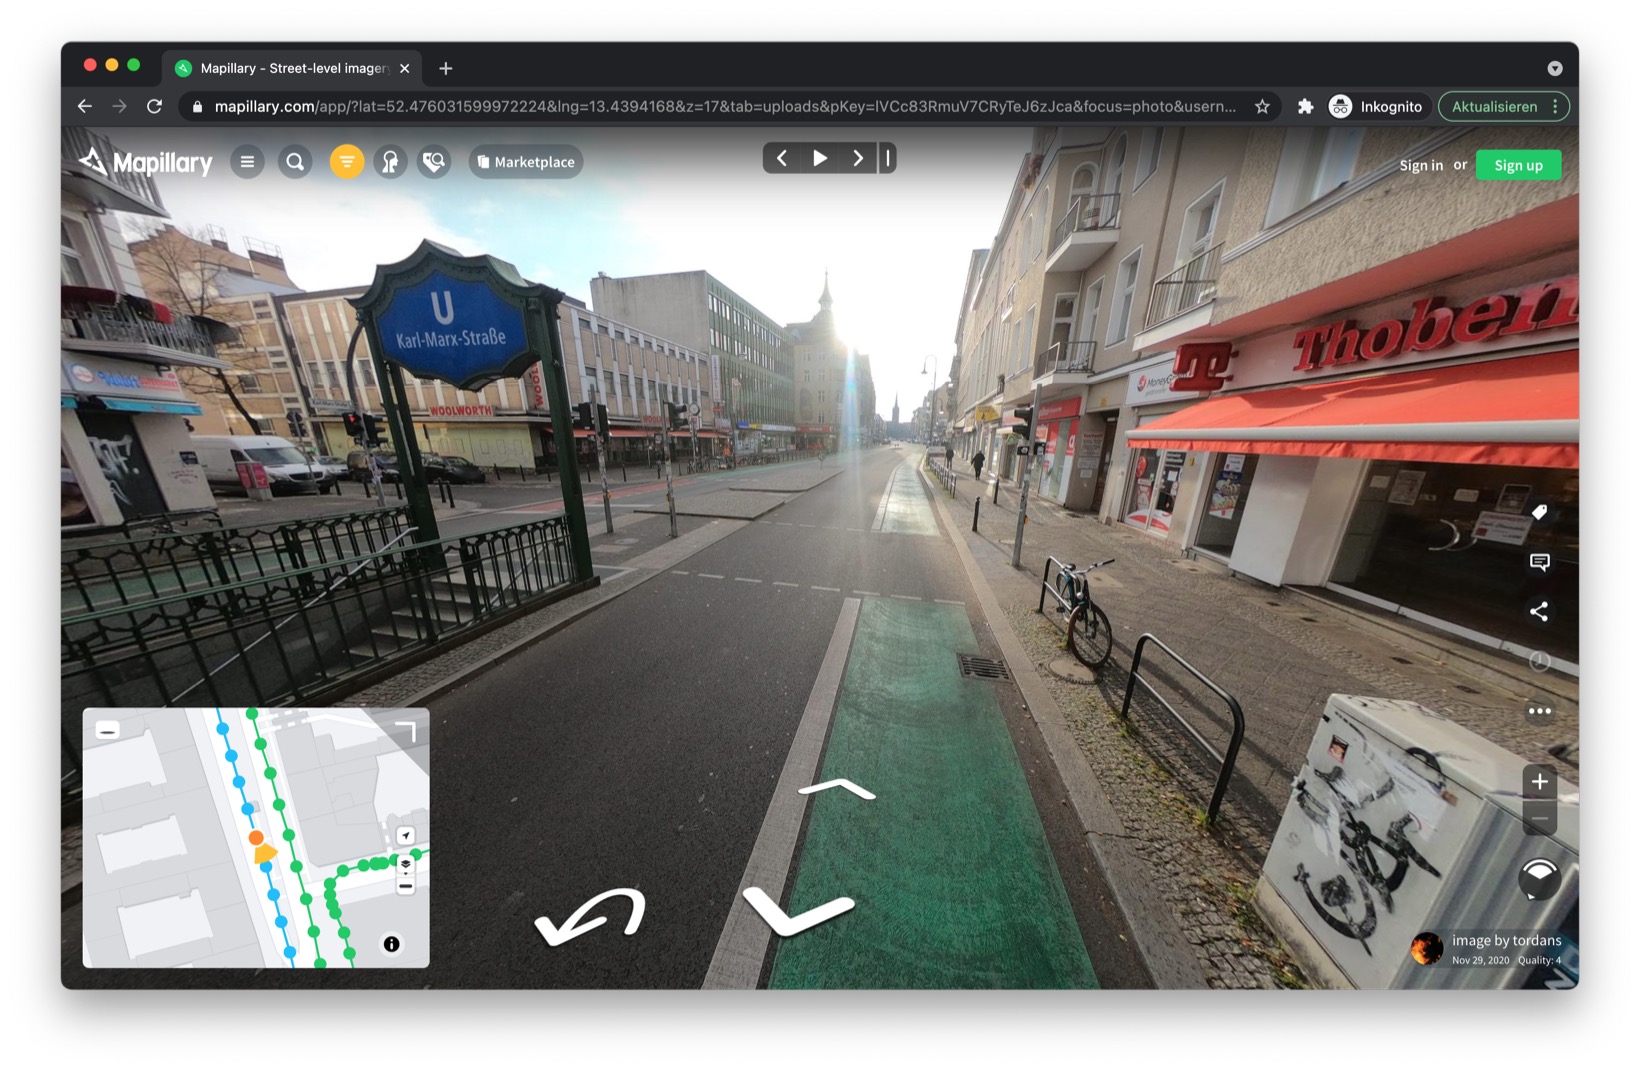 Mapillary - Street-level imager
mapillary.com/app/?lat=52.476031599972224&lng=13.4394168&z=17&tab=uploads&pKey=lVCc83RmuV7CRyTeJ6zJca&focus=photo&usern...
Inkognito
Aktualisieren
Mapillary
Marketplace
Sign in or Sign up
U
Karl-Marx-Straße
WOOLWORTH
Thoben
T
image by tordans
Nov 29, 2020 Quality: 4